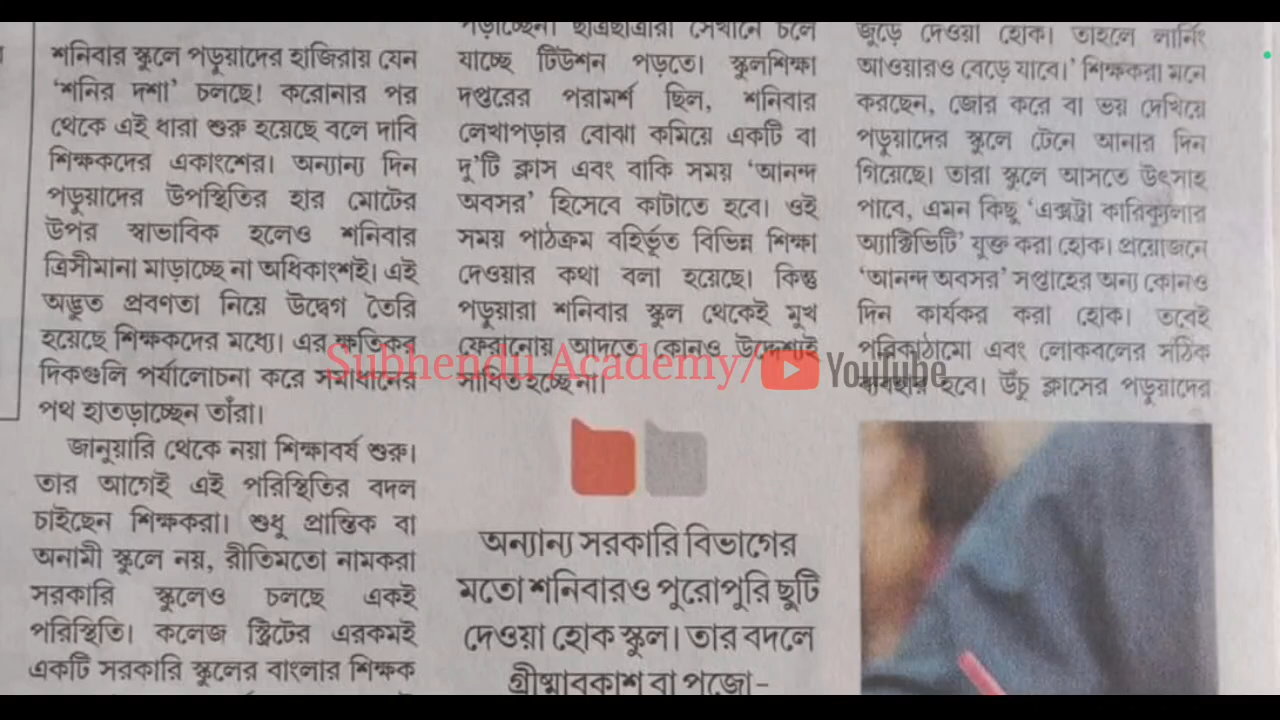 শনিবার স্কুলে পড়ুয়াদের হাজিরায় যেন
‘শনির দশা’ চলছে! করোনার পর
থেকে এই ধারা শুরু হয়েছে বলে দাবি
শিক্ষকদের একাংশের। অন্যান্য দিন
পড়ুয়াদের উপস্থিতির হার মোটের
উপর স্বাভাবিক হলেও শনিবার
ত্রিসীমানা মাড়াচ্ছে না অধিকাংশই। এই
অদ্ভুত প্রবণতা নিয়ে উদ্বেগ তৈরি
হয়েছে শিক্ষকদের মধ্যে। এর ক্ষতিকর
দিকগুলি পর্যালোচনা করে সমাধানের
পথ হাতড়াচ্ছেন তাঁরা।
জানুয়ারি থেকে নয়া শিক্ষাবর্ষ শুরু।
তার আগেই এই পরিস্থিতির বদল
চাইছেন শিক্ষকরা। শুধু প্রান্তিক বা
অনামী স্কুলে নয়, রীতিমতো নামকরা
সরকারি স্কুলেও চলছে একই
পরিস্থিতি। কলেজ স্ট্রিটের এরকমই
একটি সরকারি স্কুলের বাংলার শিক্ষক
পড়াচ্ছেন। ছাত্রছাত্রীরা সেখানে চলে
যাচ্ছে টিউশন পড়তে। স্কুলশিক্ষা
দপ্তরের পরামর্শ ছিল, শনিবার
লেখাপড়ার বোঝা কমিয়ে একটি বা
দু’টি ক্লাস এবং বাকি সময় ‘আনন্দ
অবসর’ হিসেবে কাটাতে হবে। ওই
সময় পাঠক্রম বহির্ভূত বিভিন্ন শিক্ষা
দেওয়ার কথা বলা হয়েছে। কিন্তু
পড়ুয়ারা শনিবার স্কুল থেকেই মুখ
ফেরানোয় আদতে কোনও উদ্দেশ্যই
সাধিত হচ্ছে না।
অন্যান্য সরকারি বিভাগের
মতো শনিবারও পুরোপুরি ছুটি
দেওয়া হোক স্কুল। তার বদলে
গ্রীষ্মাবকাশ বা পুজো-
জুড়ে দেওয়া হোক। তাহলে লার্নিং
আওয়ারও বেড়ে যাবে।’ শিক্ষকরা মনে
করছেন, জোর করে বা ভয় দেখিয়ে
পড়ুয়াদের স্কুলে টেনে আনার দিন
গিয়েছে। তারা স্কুলে আসতে উৎসাহ
পাবে, এমন কিছু ‘এক্সট্রা কারিকুলার
অ্যাক্টিভিটি’ যুক্ত করা হোক। প্রয়োজনে
‘আনন্দ অবসর’ সপ্তাহের অন্য কোনও
দিন কার্যকর করা হোক। তবেই
পরিকাঠামো এবং লোকবলের সঠিক
ব্যবহার হবে। উঁচু ক্লাসের পড়ুয়াদের
Subhendu Academy/ YouTube